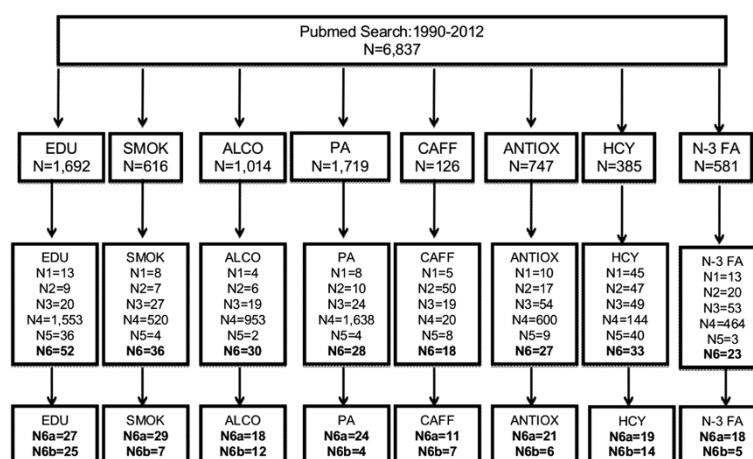 Pubmed Search:1990-2012
N=6,837
EDU
N=1,692
SMOK
N=616
ALCO
N=1,014
PA
N=1,719
CAFF
N=126
ANTIOX
N=747
HCY
N=385
N-3 FA
N=581
EDU
N1=13
N2=9
N3=20
N4=1,553
N5=36
N6=52
SMOK
N1=8
N2=7
N3=27
N4=520
N5=4
N6=36
ALCO
N1=4
N2=6
N3=19
N4=953
N5=2
N6=30
PA
N1=8
N2=10
N3=24
N4=1,638
N5=4
N6=28
CAFF
N1=5
N2=50
N3=19
N4=20
N5=8
N6=18
ANTIOX
N1=10
N2=17
N3=54
N4=600
N5=9
N6=27
HCY
N1=45
N2=47
N3=49
N4=144
N5=40
N6=33
N-3 FA
N1=13
N2=20
N3=53
N4=464
N5=3
N6=23
EDU
N6a=27
N6b=25
SMOK
N6a=29
N6b=7
ALCO
N6a=18
N6b=12
PA
N6a=24
N6b=4
CAFF
N6a=11
N6b=7
ANTIOX
N6a=21
N6b=6
HCY
N6a=19
N6b=14
N-3 FA
N6a=18
N6b=5